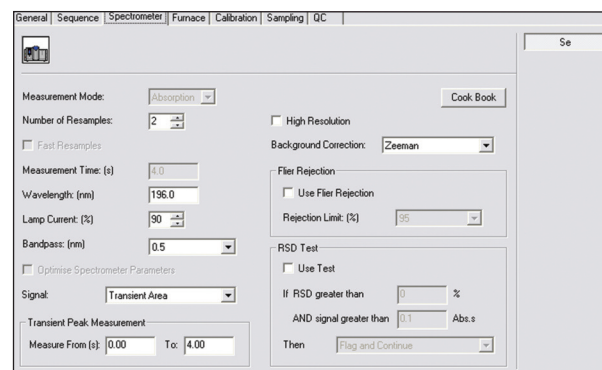 General Sequence Spectrometer Furnace Calibration Sampling QC
Se
Measurement Mode: Absorption Cook Book
Number of Resamples: 2 High Resolution
Fast Resamples Background Correction: Zeeman
Measurement Time: (s) 4.0 Flier Rejection
Wavelength: (nm) 196.0 Use Flier Rejection
Lamp Current: (%) 90 Rejection Limit: (%) 95
Bandpass: (nm) 0.5 RSD Test
Optimise Spectrometer Parameters Use Test
Signal: Transient Area If RSD greater than 0 %
Transient Peak Measurement AND signal greater than 0.1 Abs.s
Measure From (s): 0.00 To: 4.00 Then Flag and Continue